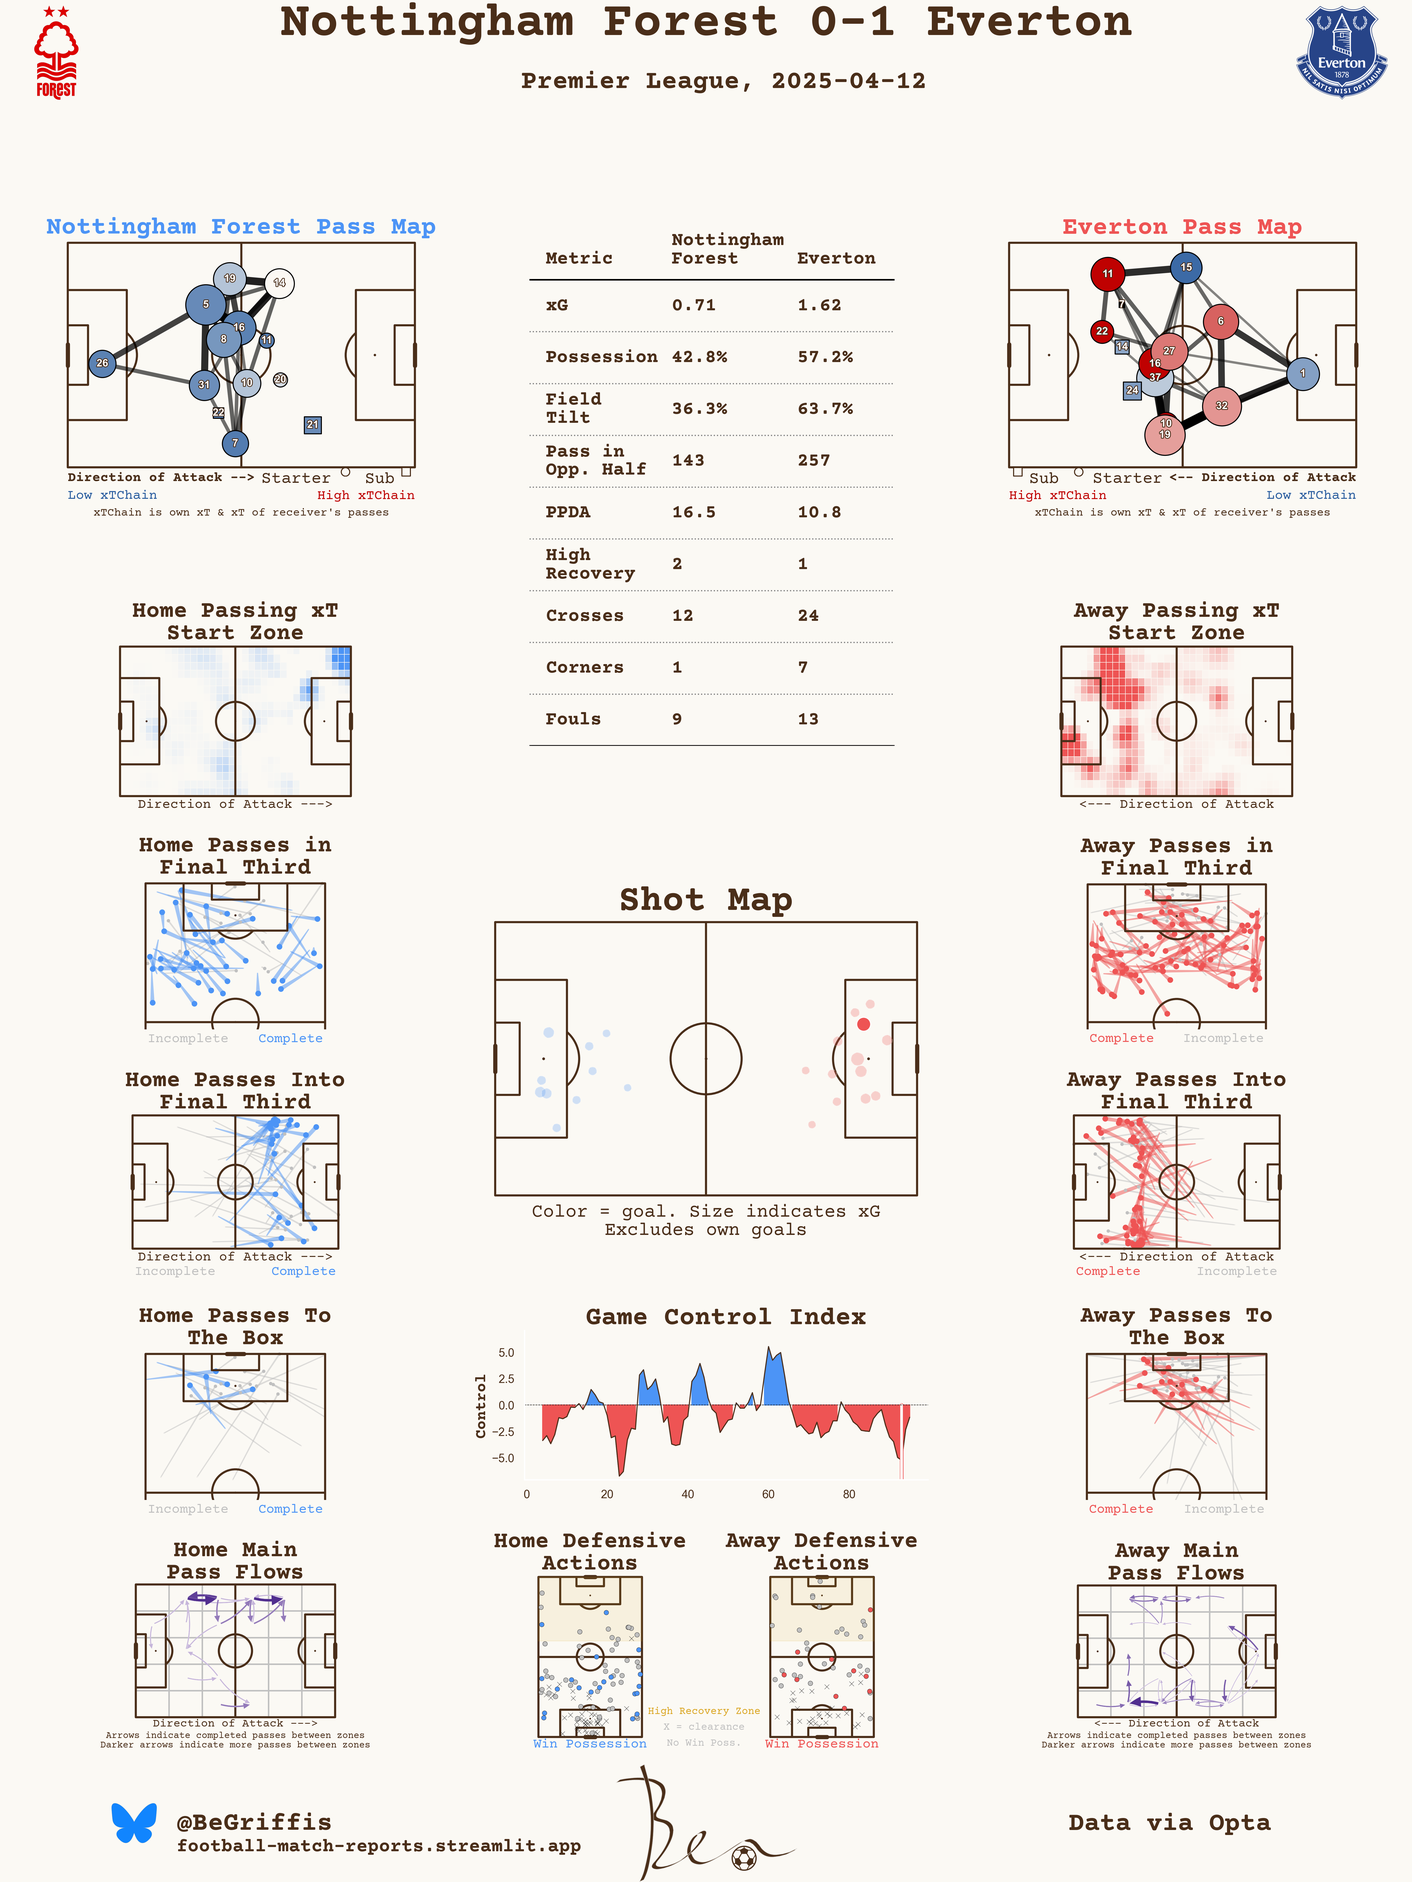 Nottingham Forest 0-1 Everton
Premier League, 2025-04-12
FOREST
Everton
1878
NIL SATIS NISI OPTIMUM
Nottingham Forest Pass Map
19
14
5
16
8
11
26
31
10
20
22
21
7
Direction of Attack --> Starter Sub
Low xTChain High xTChain
xTChain is own xT & xT of receiver's passes
Metric Nottingham Forest Everton
xG 0.71 1.62
Possession 42.8% 57.2%
Field Tilt 36.3% 63.7%
Pass in Opp. Half 143 257
PPDA 16.5 10.8
High Recovery 2 1
Crosses 12 24
Corners 1 7
Fouls 9 13
Everton Pass Map
11
15
7
6
22
14
27
16
37
1
24
32
10
19
Sub Starter <-- Direction of Attack
High xTChain Low xTChain
xTChain is own xT & xT of receiver's passes
Home Passing xT
Start Zone
Direction of Attack --->
Away Passing xT
Start Zone
<--- Direction of Attack
Home Passes in
Final Third
Incomplete Complete
Shot Map
Color = goal. Size indicates xG
Excludes own goals
Away Passes in
Final Third
Complete Incomplete
Home Passes Into
Final Third
Direction of Attack --->
Incomplete Complete
Away Passes Into
Final Third
<--- Direction of Attack
Complete Incomplete
Home Passes To
The Box
Incomplete Complete
Game Control Index
Control
5.0
2.5
0.0
−2.5
−5.0
0 20 40 60 80
Away Passes To
The Box
Complete Incomplete
Home Main
Pass Flows
Direction of Attack --->
Arrows indicate completed passes between zones
Darker arrows indicate more passes between zones
Home Defensive
Actions
Win Possession
Away Defensive
Actions
High Recovery Zone
X = clearance
No Win Poss.
Win Possession
Away Main
Pass Flows
<--- Direction of Attack
Arrows indicate completed passes between zones
Darker arrows indicate more passes between zones
@BeGriffis
football-match-reports.streamlit.app
Ben
Data via Opta